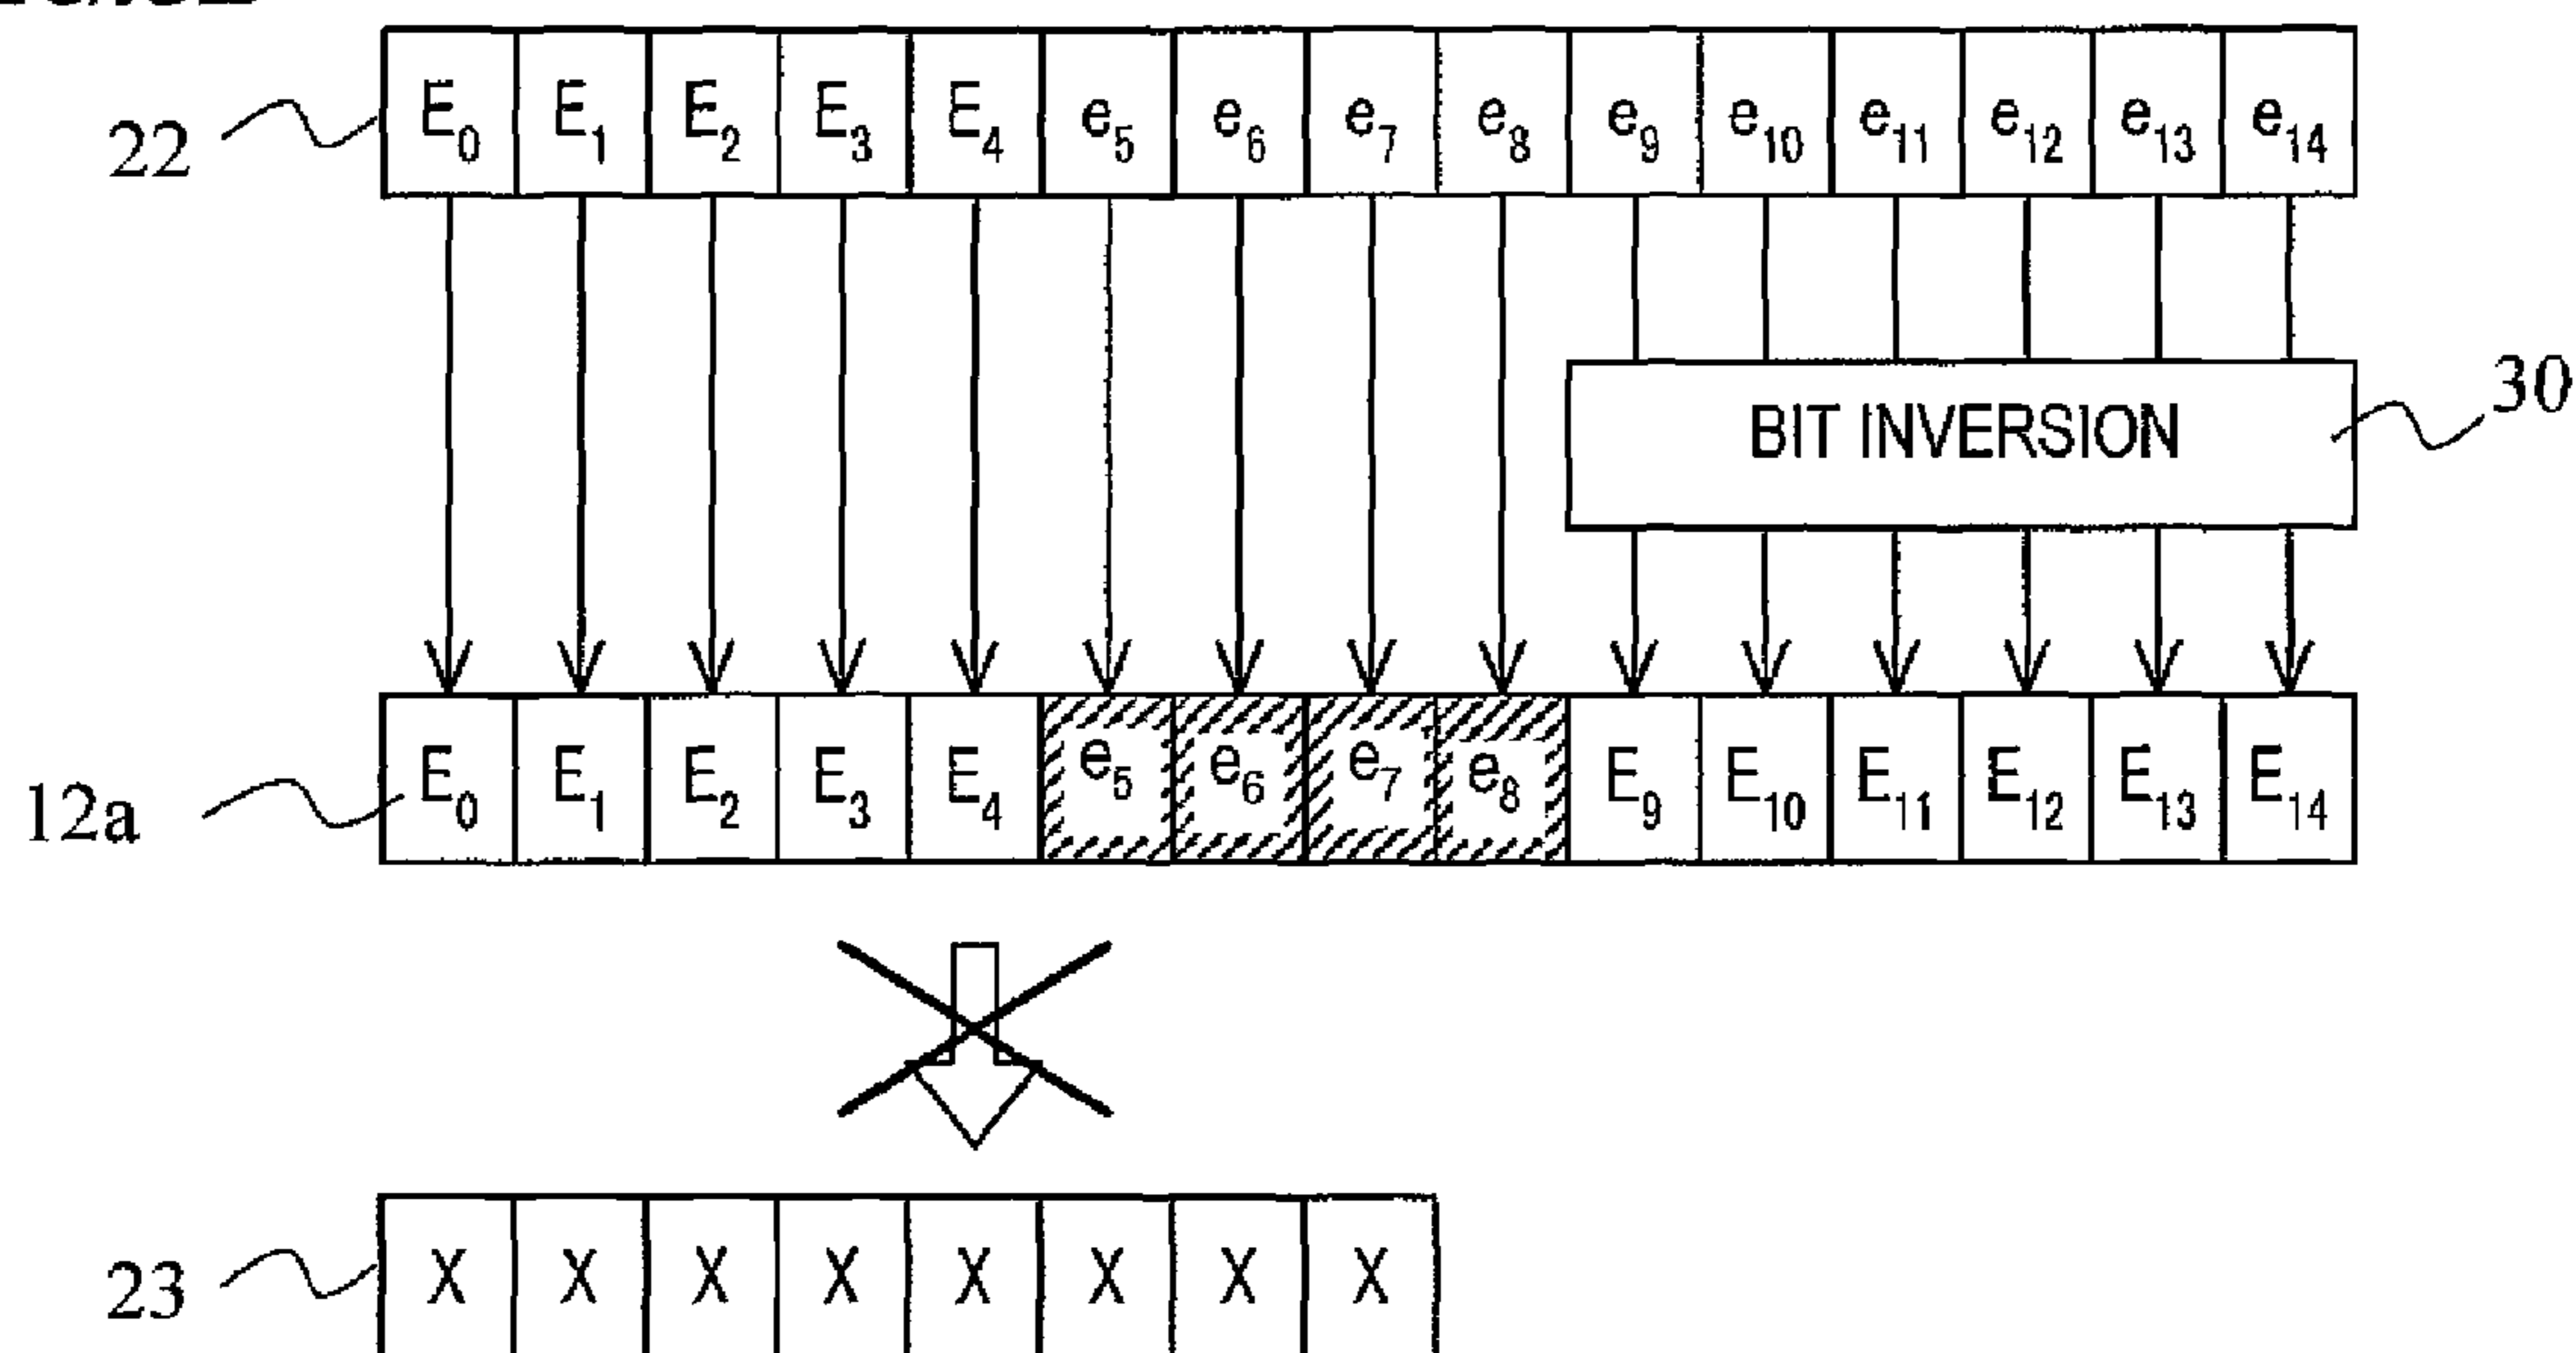 22 E₀ E₁ E₂ E₃ E₄ e₅ e₆ e₇ e₈ e₉ e₁₀ e₁₁ e₁₂ e₁₃ e₁₄
BIT INVERSION 30
12a E₀ E₁ E₂ E₃ E₄ e₅ e₆ e₇ e₈ E₉ E₁₀ E₁₁ E₁₂ E₁₃ E₁₄
23 X X X X X X X X